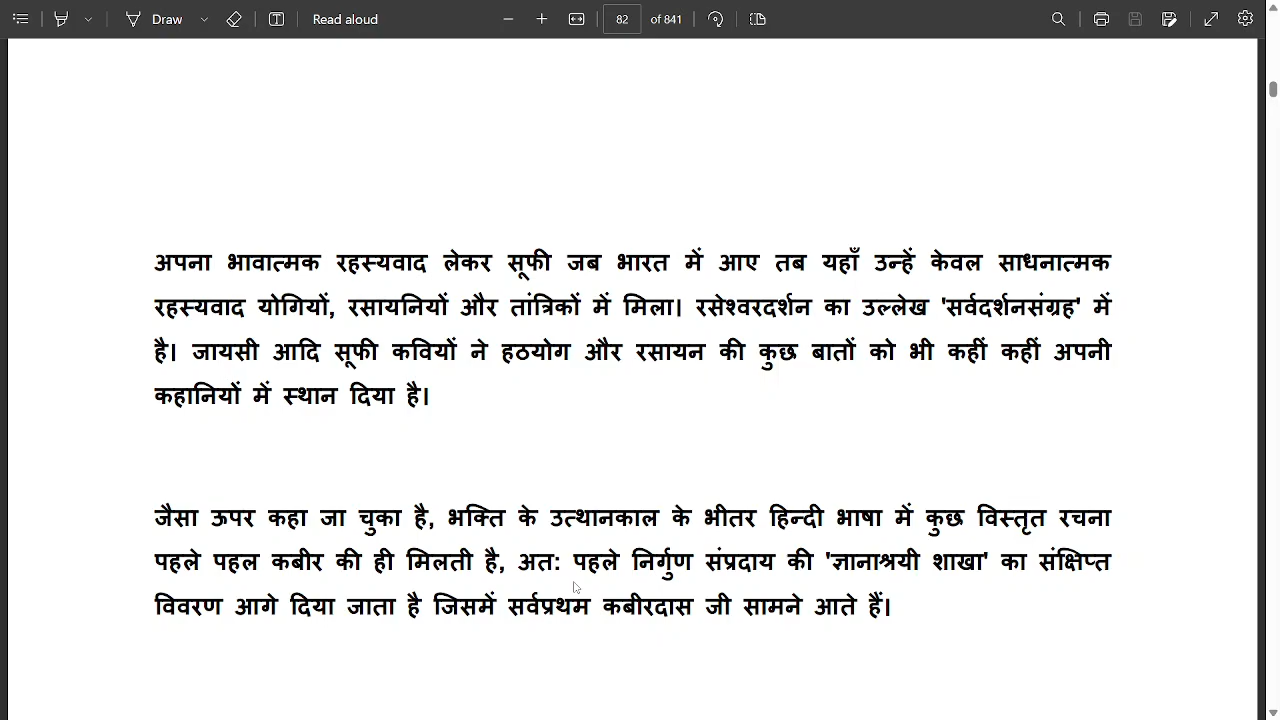 Draw
Read aloud
82 of 841
अपना भावात्मक रहस्यवाद लेकर सूफी जब भारत में आए तब यहाँ उन्हें केवल साधनात्मक
रहस्यवाद योगियों, रसायनियों और तांत्रिकों में मिला। रसेश्वरदर्शन का उल्लेख 'सर्वदर्शनसंग्रह' में
है। जायसी आदि सूफी कवियों ने हठयोग और रसायन की कुछ बातों को भी कहीं कहीं अपनी
कहानियों में स्थान दिया है।
जैसा ऊपर कहा जा चुका है, भक्ति के उत्थानकाल के भीतर हिन्दी भाषा में कुछ विस्तृत रचना
पहले पहल कबीर की ही मिलती है, अत: पहले निर्गुण संप्रदाय की 'ज्ञानाश्रयी शाखा' का संक्षिप्त
विवरण आगे दिया जाता है जिसमें सर्वप्रथम कबीरदास जी सामने आते हैं।